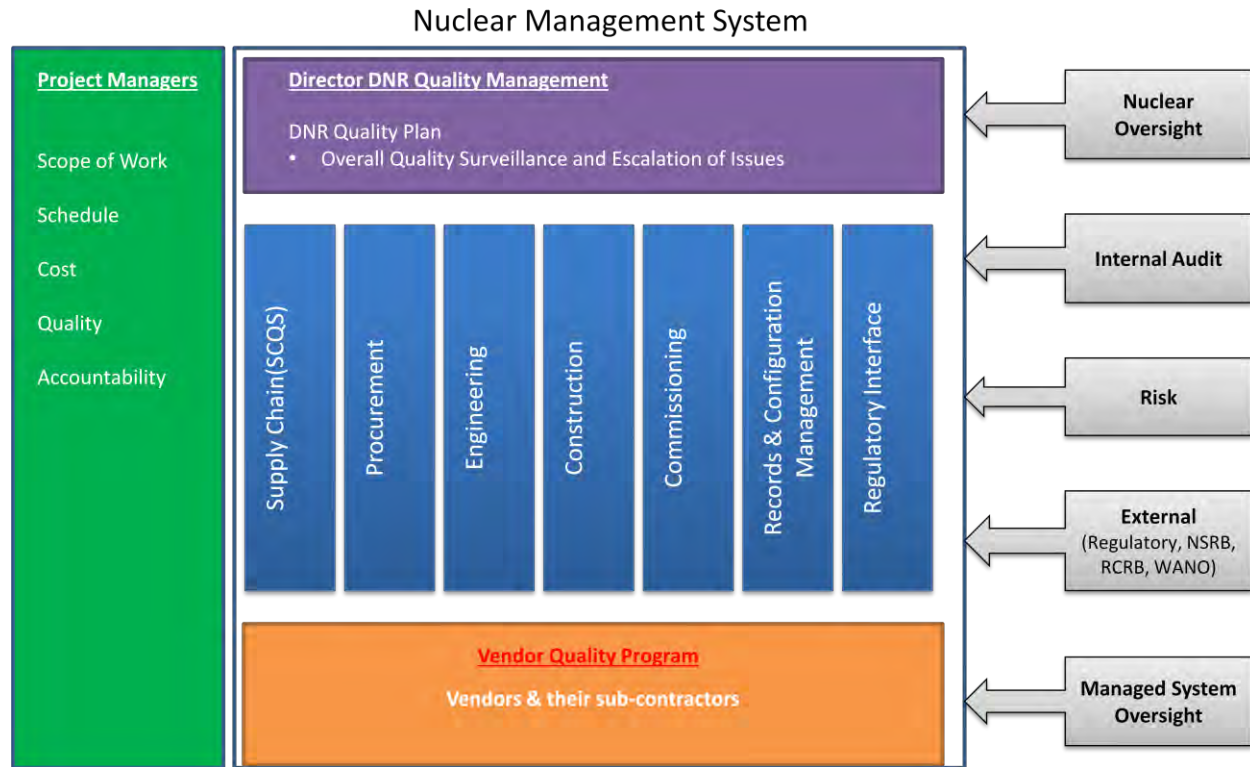 Nuclear Management System
Project Managers
Scope of Work
Schedule
Cost
Quality
Accountability
Director DNR Quality Management
DNR Quality Plan
• Overall Quality Surveillance and Escalation of Issues
Supply Chain(SCQS)
Procurement
Engineering
Construction
Commissioning
Records & Configuration
Management
Regulatory Interface
Vendor Quality Program
Vendors & their sub-contractors
Nuclear
Oversight
Internal Audit
Risk
External
(Regulatory, NSRB,
RCRB, WANO)
Managed System
Oversight